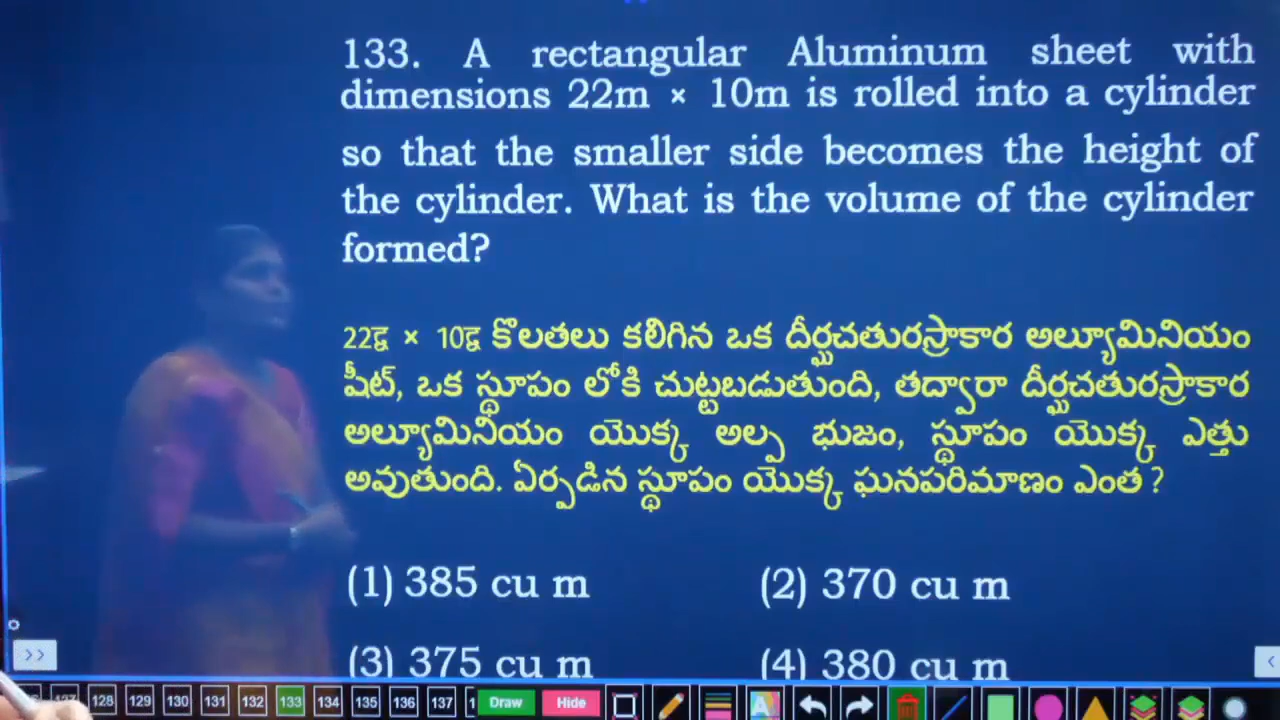 133. A rectangular Aluminum sheet with
dimensions 22m × 10m is rolled into a cylinder
so that the smaller side becomes the height of
the cylinder. What is the volume of the cylinder
formed?
22మీ × 10మీ కొలతలు కలిగిన ఒక దీర్ఘచతురస్రాకార అల్యూమినియం
షీట్, ఒక స్థూపం లోకి చుట్టబడుతుంది, తద్వారా దీర్ఘచతురస్రాకార
అల్యూమినియం యొక్క అల్ప భుజం, స్థూపం యొక్క ఎత్తు
అవుతుంది. ఏర్పడిన స్థూపం యొక్క ఘనపరిమాణం ఎంత?
(1) 385 cu m (2) 370 cu m
(3) 375 cu m (4) 380 cu m
>> <
127 128 129 130 131 132 133 134 135 136 137 1 Draw Hide A